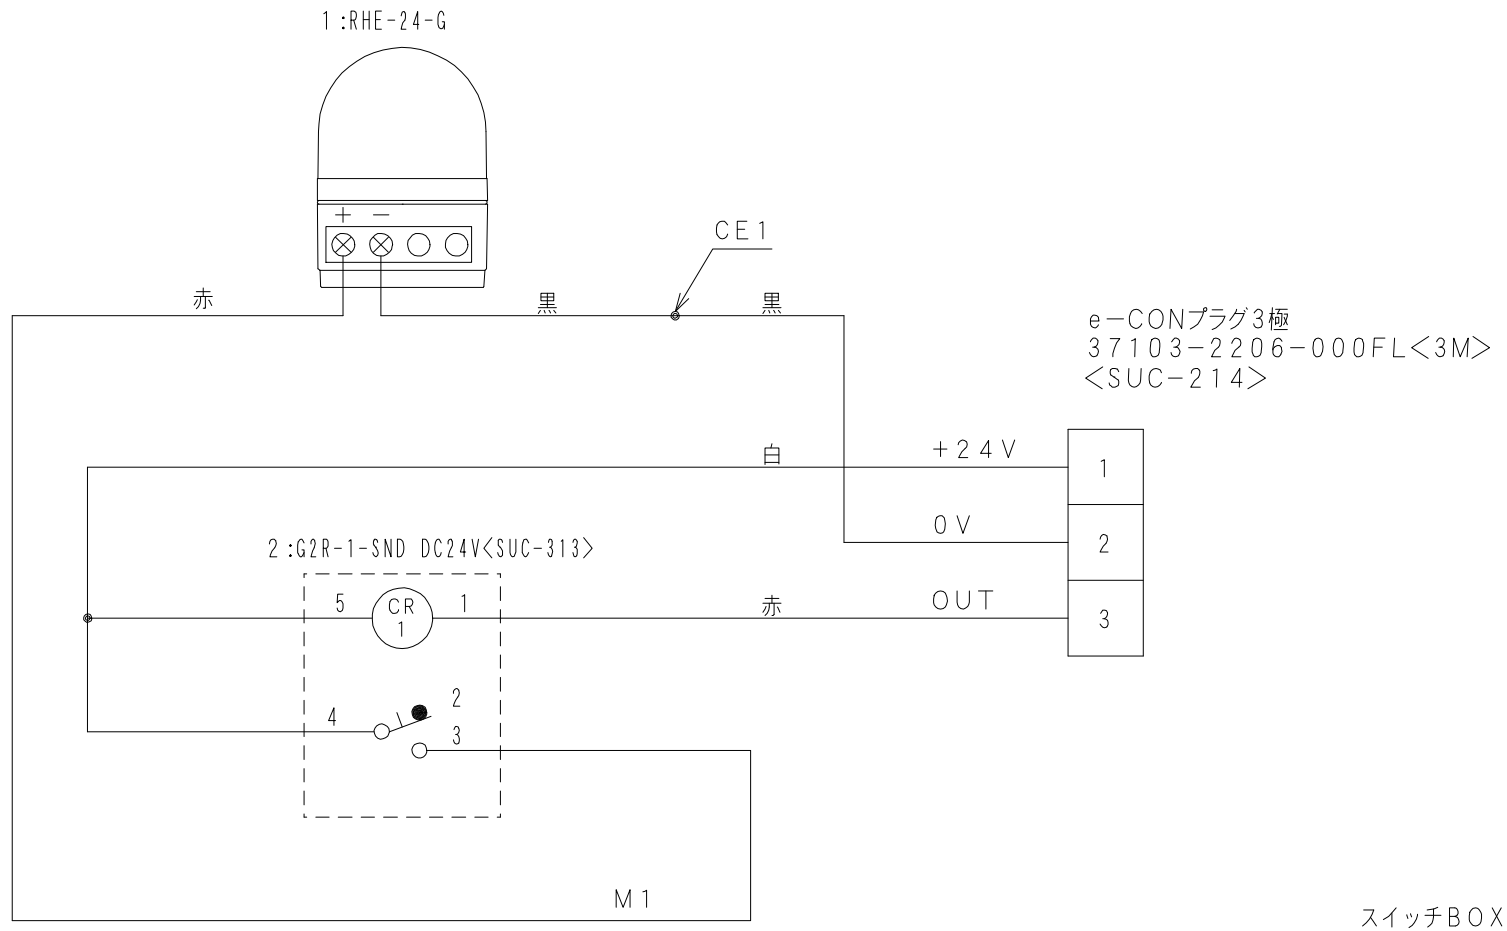 1:RHE-24-G
+ -
CE1
赤
黒
黒
e-CONプラグ3極
37103-2206-000FL<3M>
<SUC-214>
白
+24V
1
0V
2
2:G2R-1-SND DC24V<SUC-313>
5
CR
1
1
赤
OUT
3
4
2
3
M1
スイッチBOX